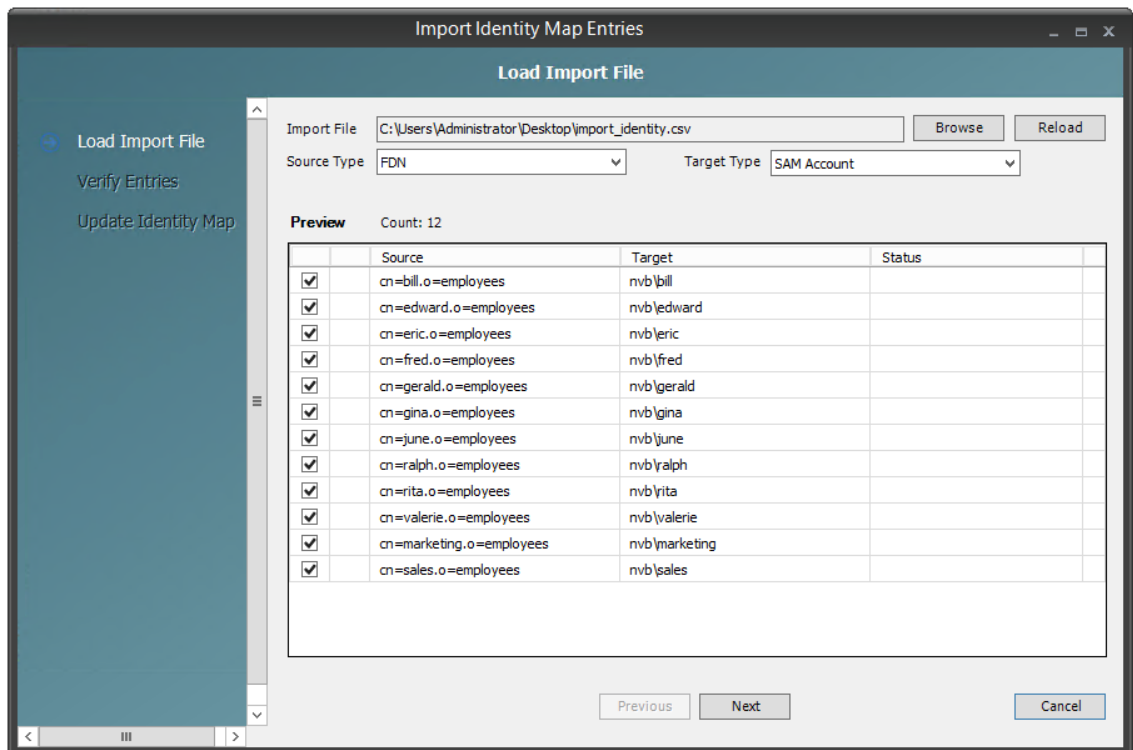 Import Identity Map Entries
Load Import File
Load Import File
Verify Entries
Update Identity Map
Import File C:\Users\Administrator\Desktop\import_identity.csv Browse Reload
Source Type FDN Target Type SAM Account
Preview Count: 12
Source Target Status
cn=bill.o=employees nvb\bill
cn=edward.o=employees nvb\edward
cn=eric.o=employees nvb\eric
cn=fred.o=employees nvb\fred
cn=gerald.o=employees nvb\gerald
cn=gina.o=employees nvb\gina
cn=june.o=employees nvb\june
cn=ralph.o=employees nvb\ralph
cn=rita.o=employees nvb\rita
cn=valerie.o=employees nvb\valerie
cn=marketing.o=employees nvb\marketing
cn=sales.o=employees nvb\sales
Previous Next Cancel